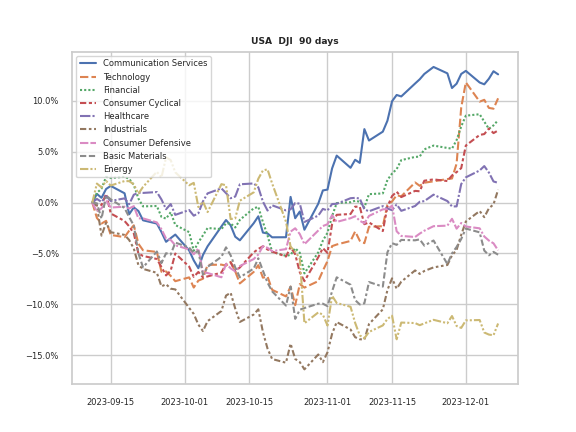 USA  DJI  90 days
Communication Services
Technology
Financial
Consumer Cyclical
Healthcare
Industrials
Consumer Defensive
Basic Materials
Energy
10.0%
5.0%
0.0%
−5.0%
−10.0%
−15.0%
2023-09-15
2023-10-01
2023-10-15
2023-11-01
2023-11-15
2023-12-01